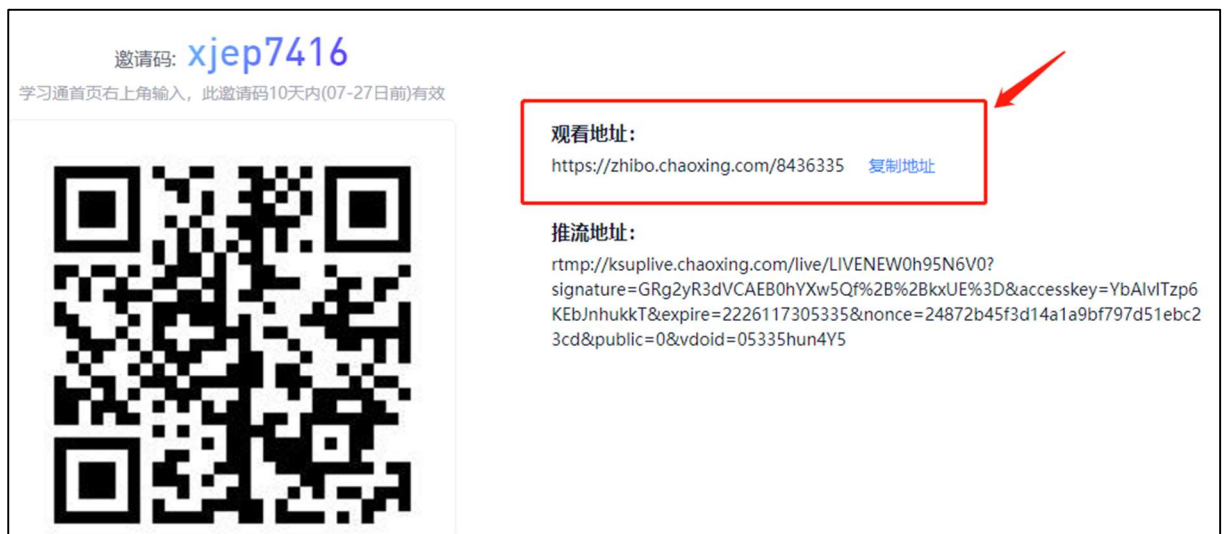 邀请码: xjep7416
学习通首页右上角输入，此邀请码10天内(07-27日前)有效
观看地址：
https://zhibo.chaoxing.com/8436335 复制地址
推流地址：
rtmp://ksuplive.chaoxing.com/live/LIVENEW0h95N6V0?
signature=GRg2yR3dVCAEB0hYXw5Qf%2B%2BkxUE%3D&accesskey=YbAIvITzp6
KEbJnhukkT&expire=2226117305335&nonce=24872b45f3d14a1a9bf797d51ebc2
3cd&public=0&vdoid=05335hun4Y5